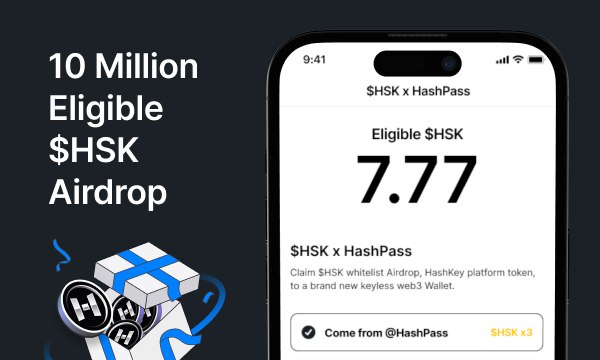 10 Million
Eligible
$HSK
Airdrop
9:41
$HSK x HashPass
Eligible $HSK
7.77
$HSK x HashPass
Claim $HSK whitelist Airdrop, HashKey platform token,
to a brand new keyless web3 Wallet.
Come from @HashPass
$HSK x3